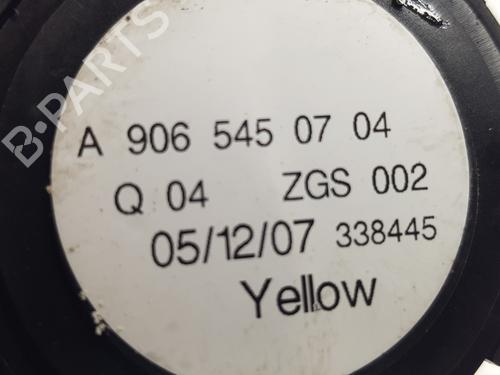 B-PARTS
A 906 545 07 04
Q 04 ZGS 002
05/12/07 338445
Yellow